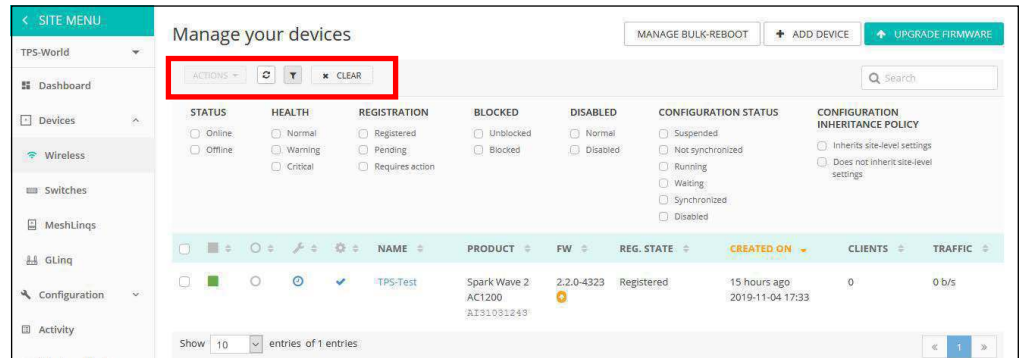 SITE MENU
TPS-World
Dashboard
Devices
Wireless
Switches
MeshLinqs
GLinq
Configuration
Activity
Manage your devices
MANAGE BULK-REBOOT
+ ADD DEVICE
UPGRADE FIRMWARE
ACTIONS
CLEAR
Search
STATUS
Online
Offline
HEALTH
Normal
Warning
Critical
REGISTRATION
Registered
Pending
Requires action
BLOCKED
Unblocked
Blocked
DISABLED
Normal
Disabled
CONFIGURATION STATUS
Suspended
Not synchronized
Running
Waiting
Synchronized
Disabled
CONFIGURATION
INHERITANCE POLICY
Inherits site-level settings
Does not inherit site-level
settings
NAME PRODUCT FW REG. STATE CREATED ON CLIENTS TRAFFIC
TPS-Test Spark Wave 2 2.2.0-4323 Registered 15 hours ago 0 0 b/s
AC1200 2019-11-04 17:33
AI31031243
Show 10 entries of 1 entries
« 1 »